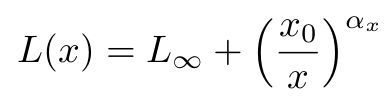 $L(x) = L_{\infty} + \left(\frac{x_0}{x}\right)^{\alpha_x}$